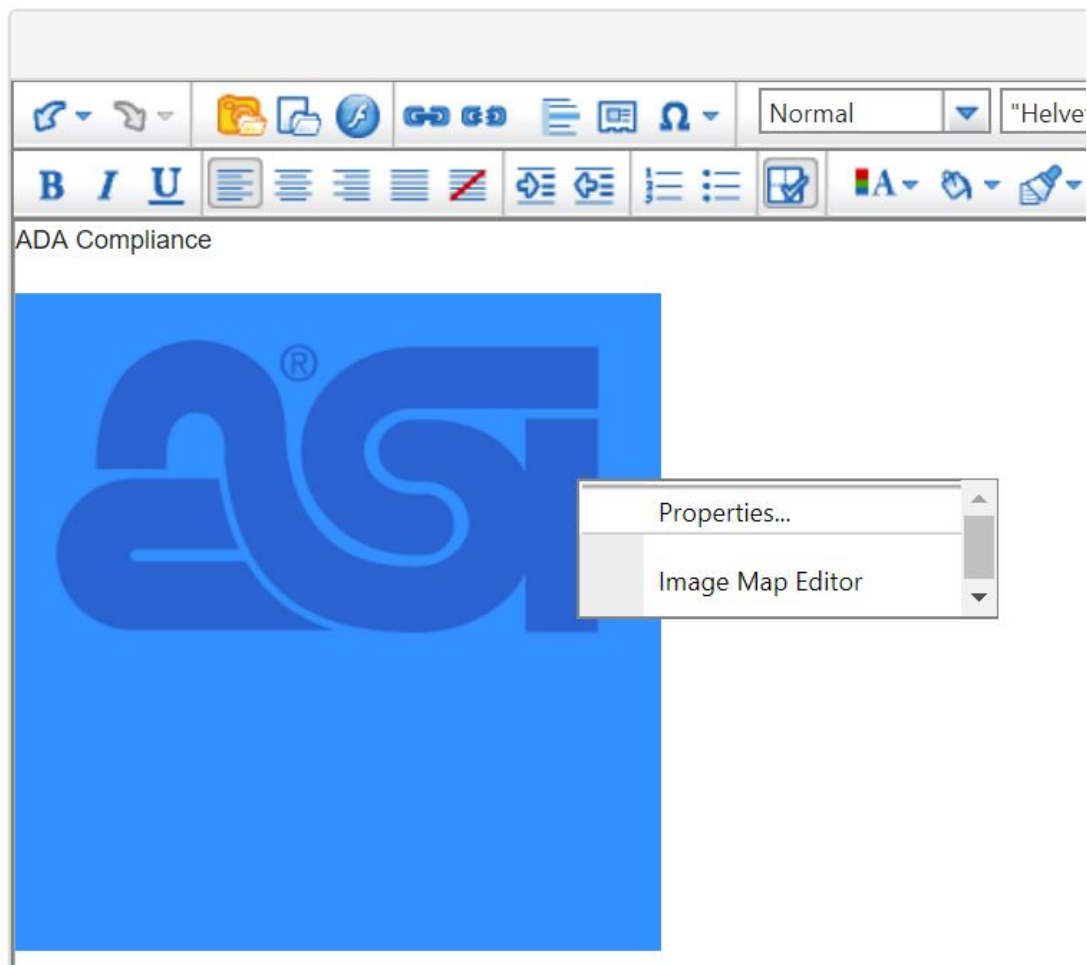 Ω
Normal
"Helve
B I U
A
ADA Compliance
®
ASI
Properties...
Image Map Editor